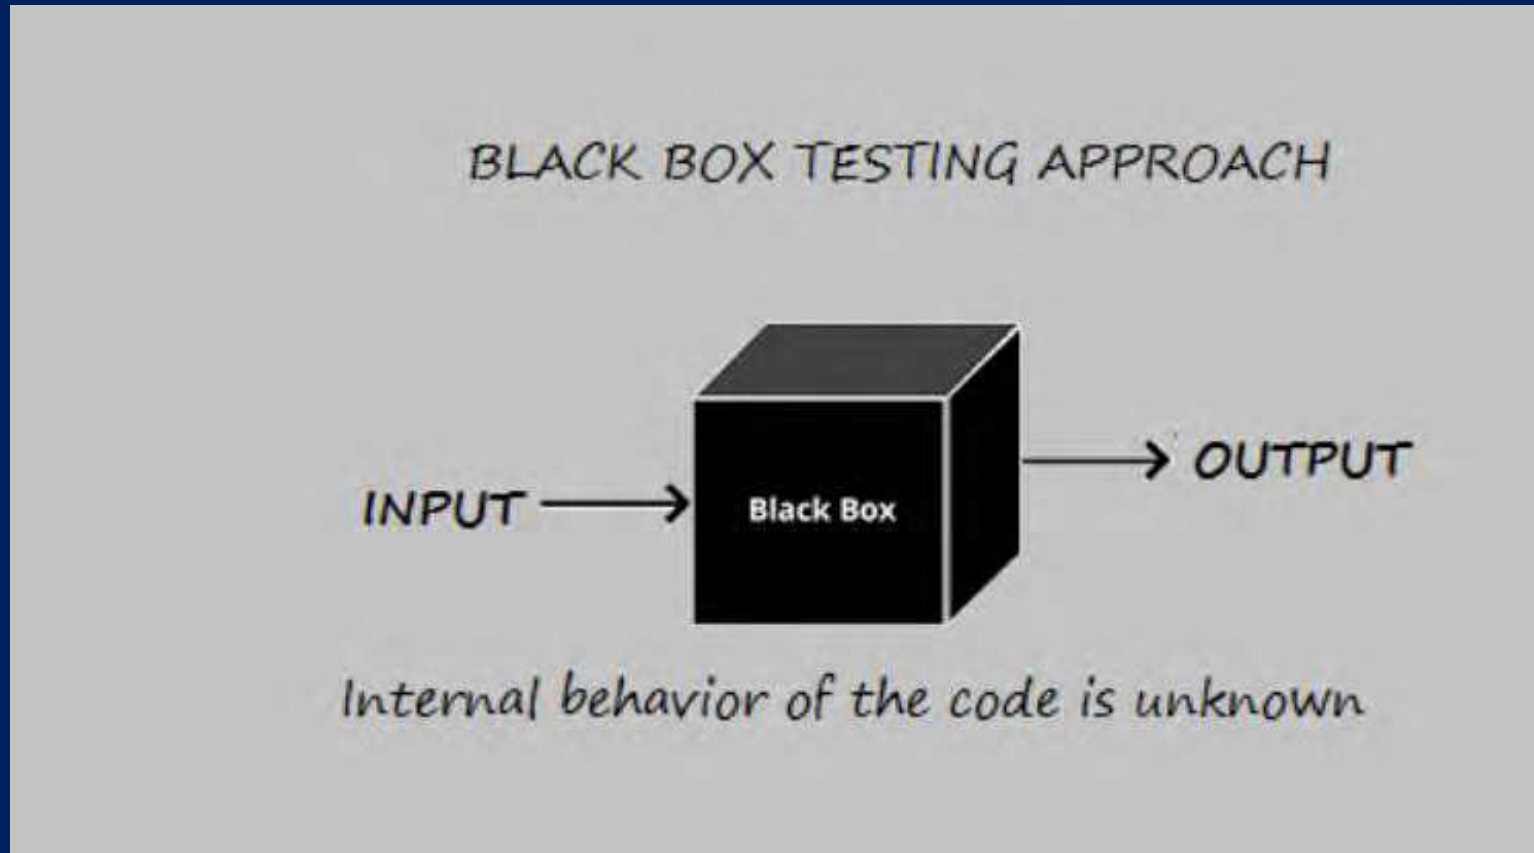 BLACK BOX TESTING APPROACH
INPUT
Black Box
OUTPUT
Internal behavior of the code is unknown